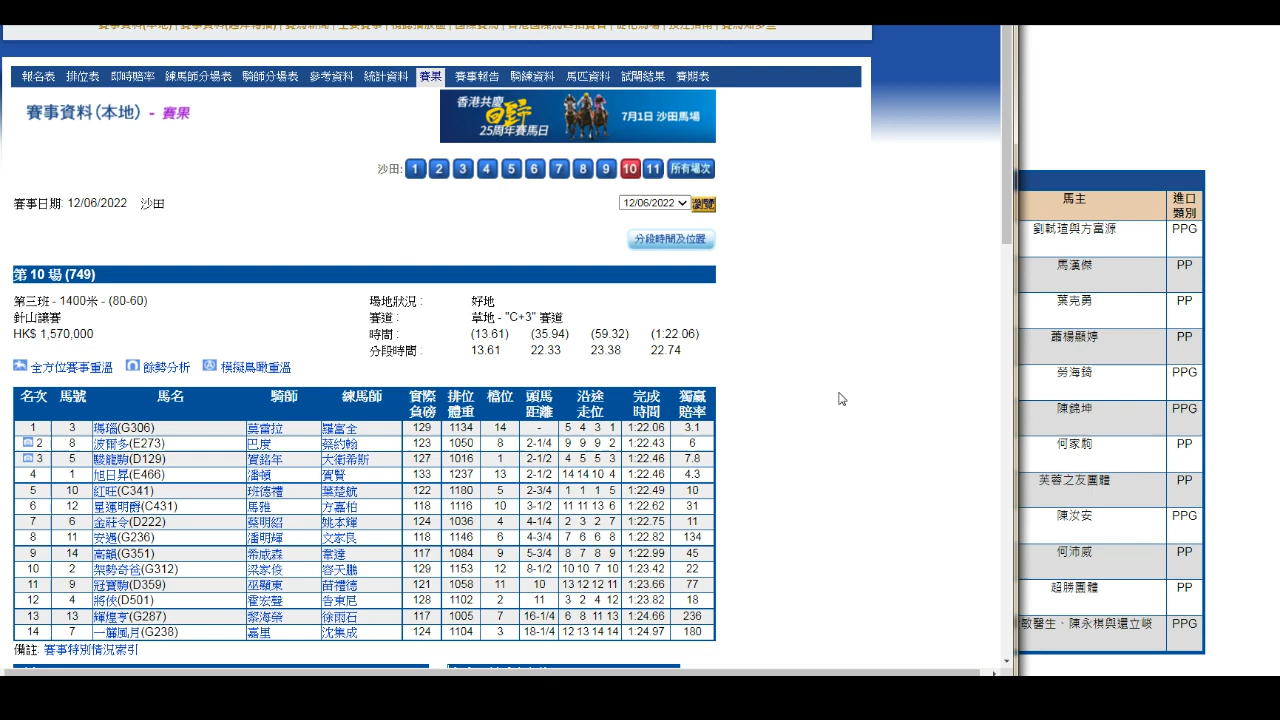 報名表 排位表 即時賠率 練馬師分場表 騎師分場表 參考資料 統計資料 賽果 賽事報告 騎練資料 馬匹資料 試閘結果 賽期表
賽事資料(本地) - 賽果
香港共慶
回歸
25周年賽馬日
7月1日 沙田馬場
沙田: 1 2 3 4 5 6 7 8 9 10 11 所有場次
賽事日期: 12/06/2022 沙田
12/06/2022 瀏覽
分段時間及位置
第 10 場 (749)
第三班 - 1400米 - (80-60) 場地狀況 : 好地
針山讓賽 賽道 : 草地 - "C+3" 賽道
HK$ 1,570,000 時間 : (13.61) (35.94) (59.32) (1:22.06)
分段時間 : 13.61 22.33 23.38 22.74
全方位賽事重溫 餘勢分析 模擬鳥瞰重溫
名次 馬號 馬名 騎師 練馬師 實際負磅 排位體重 檔位 頭馬距離 沿途走位 完成時間 獨贏賠率
1 3 瑪瑙(G306) 莫雷拉 羅富全 129 1134 14 - 5 4 3 1 1:22.06 3.1
2 8 波爾多(E273) 巴度 蔡約翰 123 1050 8 2-1/4 9 9 9 2 1:22.43 6
3 5 駿龍駒(D129) 賀銘年 大衛希斯 127 1016 1 2-1/2 4 5 5 3 1:22.46 7.8
4 1 旭日昇(E466) 潘頓 賀賢 133 1237 13 2-1/2 14 14 10 4 1:22.46 4.3
5 10 紅旺(C341) 班德禮 葉楚航 122 1180 5 2-3/4 1 1 1 5 1:22.49 10
6 12 星運明爵(C431) 馬雅 方嘉柏 118 1116 10 3-1/2 11 11 13 6 1:22.62 31
7 6 金莊令(D222) 蔡明紹 姚本輝 124 1036 4 4-1/4 2 3 2 7 1:22.75 11
8 11 安遇(G236) 潘明輝 文家良 118 1146 6 4-3/4 7 6 6 8 1:22.82 134
9 14 高韻(G351) 希威森 韋達 117 1084 9 5-3/4 8 7 8 9 1:22.99 45
10 2 架勢奇爸(G312) 梁家俊 容天鵬 129 1153 12 8-1/2 10 10 7 10 1:23.42 22
11 9 冠寶駒(D359) 巫顯東 苗禮德 121 1058 11 10 13 12 12 11 1:23.66 77
12 4 將俠(D501) 霍宏聲 告東尼 128 1102 2 11 3 2 4 12 1:23.82 18
13 13 輝煌亨(G287) 黎海榮 徐雨石 117 1005 7 16-1/4 6 8 11 13 1:24.66 236
14 7 一簾風月(G238) 嘉里 沈集成 124 1104 3 18-1/4 12 13 14 14 1:24.97 180
備註: 賽事特別情況索引
馬主 進口類別
劉軾瑄與方富源 PPG
馬漢傑 PP
葉克勇 PP
蕭楊顯婷 PP
勞海錡 PPG
陳錦坤 PPG
何家駒 PP
芙蓉之友團體 PP
陳汝安 PPG
何沛威 PP
超勝團體 PP
敏醫生、陳永棋與還立峻 PPG